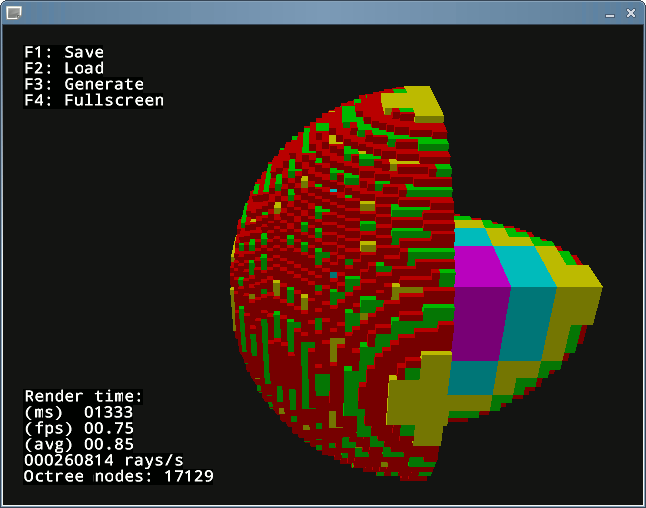 F1: Save
F2: Load
F3: Generate
F4: Fullscreen
Render time:
(ms)  01333
(fps) 00.75
(avg) 00.85
000260814 rays/s
Octree nodes: 17129